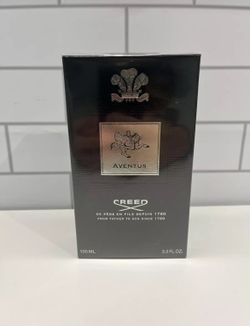 AVENTUS
CREED
DE PÈRE EN FILS DEPUIS 1760
FROM FATHER TO SON SINCE 1760
100 ML
3.3 FL.OZ.